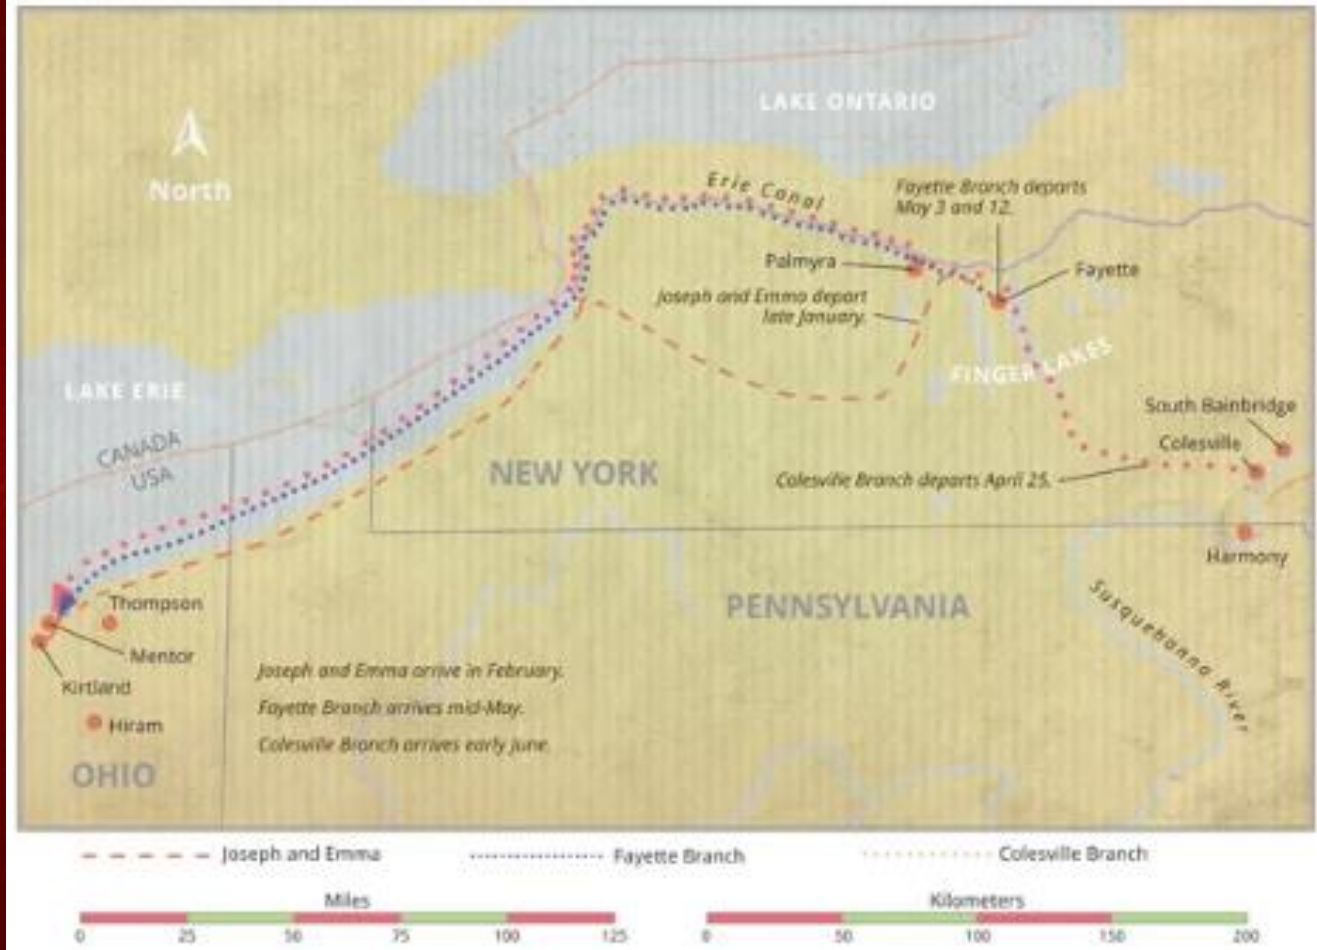 LAKE ONTARIO
North
Erie Canal
Fayette Branch departs
May 3 and 12.
Palmyra
Fayette
Joseph and Emma depart
late January.
FINGER LAKES
LAKE ERIE
CANADA
USA
South Bainbridge
Colesville
NEW YORK
Colesville Branch departs April 25.
Harmony
Thompson
PENNSYLVANIA
Susquehanna River
Mentor
Joseph and Emma arrive in February.
Kirtland
Fayette Branch arrives mid-May.
Hiram
Colesville Branch arrives early June.
OHIO
Joseph and Emma
Fayette Branch
Colesville Branch
Miles
Kilometers
0 25 50 75 100 125
0 50 100 150 200